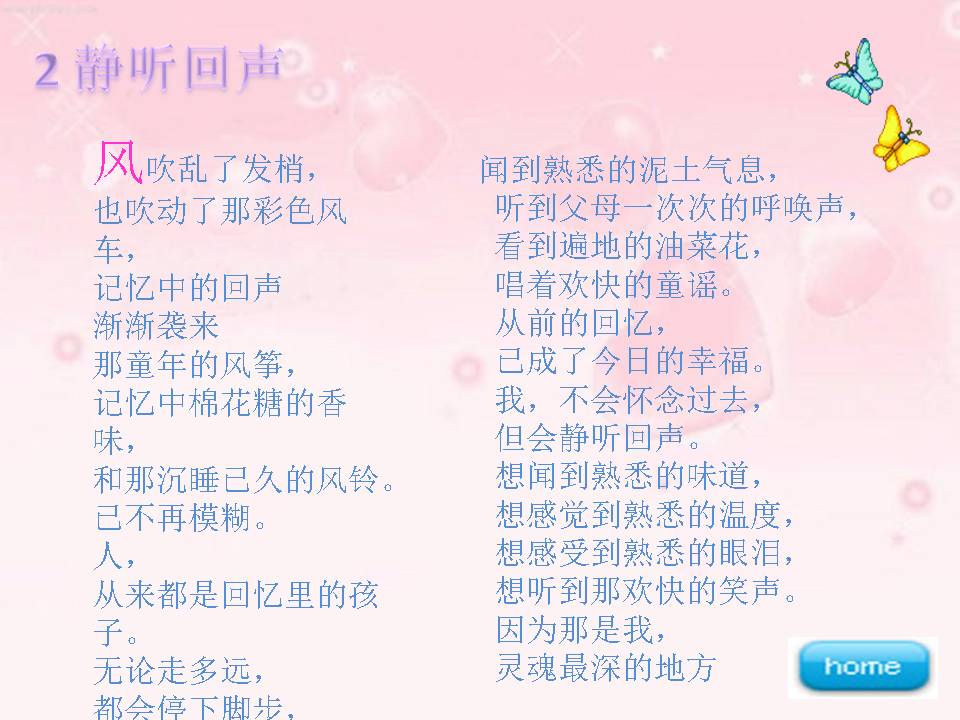 2 静听回声
风吹乱了发梢，
也吹动了那彩色风
车，
记忆中的回声
渐渐袭来
那童年的风筝，
记忆中棉花糖的香
味，
和那沉睡已久的风铃。
已不再模糊。
人，
从来都是回忆里的孩
子。
无论走多远，
都会停下脚步，
闻到熟悉的泥土气息，
听到父母一次次的呼唤声，
看到遍地的油菜花，
唱着欢快的童谣。
从前的回忆，
已成了今日的幸福。
我，不会怀念过去，
但会静听回声。
想闻到熟悉的味道，
想感觉到熟悉的温度，
想感受到熟悉的眼泪，
想听到那欢快的笑声。
因为那是我，
灵魂最深的地方
home